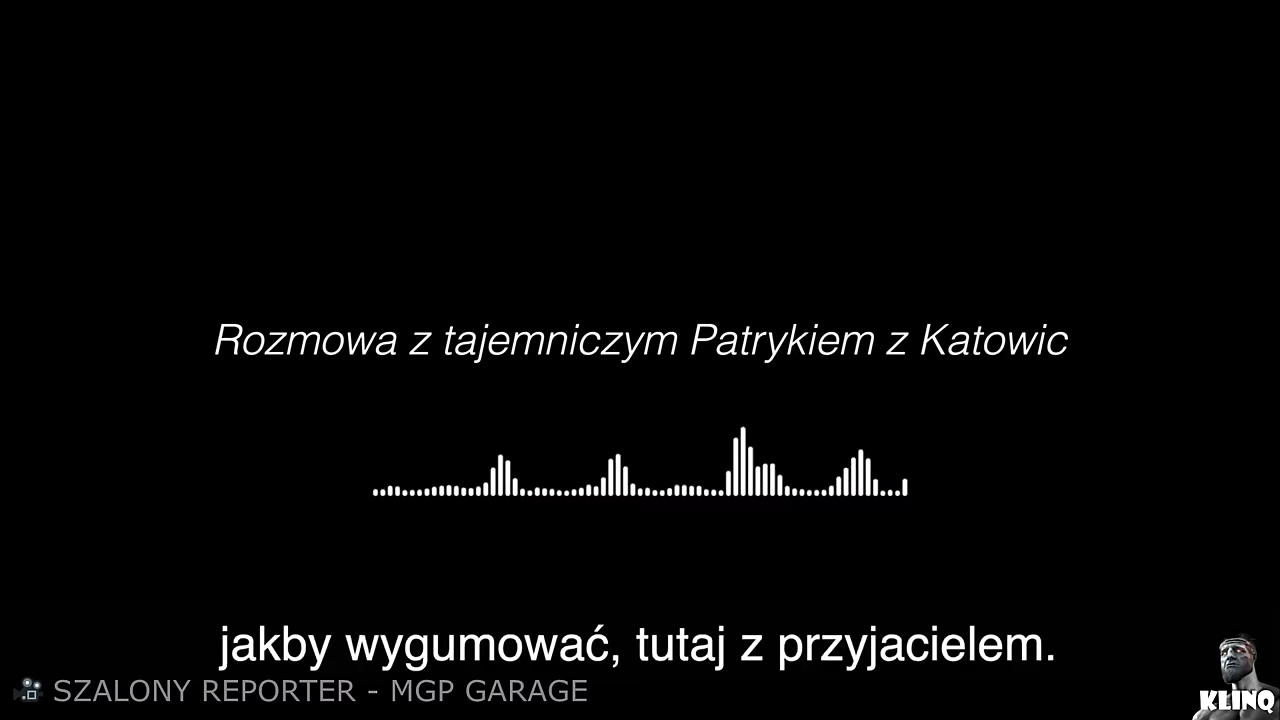 Rozmowa z tajemniczym Patrykiem z Katowic
jakby wygumować, tutaj z przyjacielem.
SZALONY REPORTER - MGP GARAGE
KLINQ